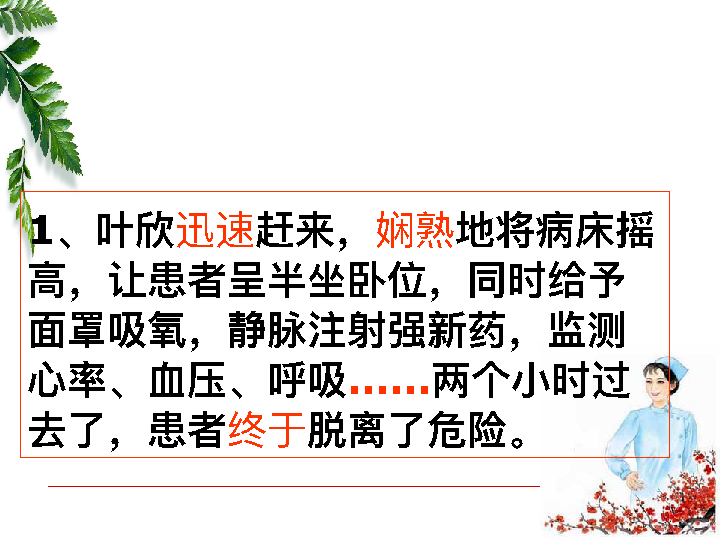 1、叶欣迅速赶来，娴熟地将病床摇
高，让患者呈半坐卧位，同时给予
面罩吸氧，静脉注射强新药，监测
心率、血压、呼吸……两个小时过
去了，患者终于脱离了危险。